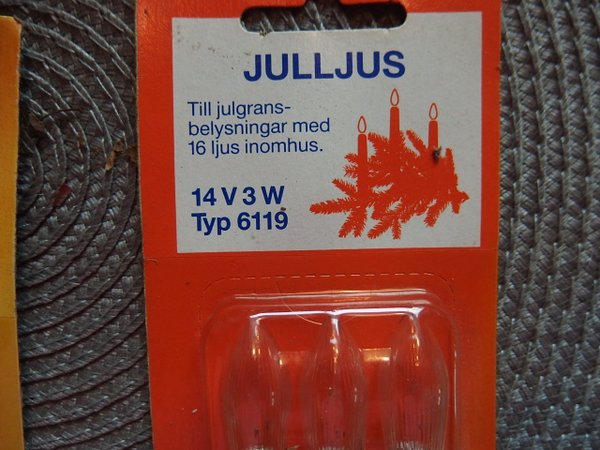 JULLJUS
Till julgrans-
belysningar med
16 ljus inomhus.
14 V 3 W
Typ 6119